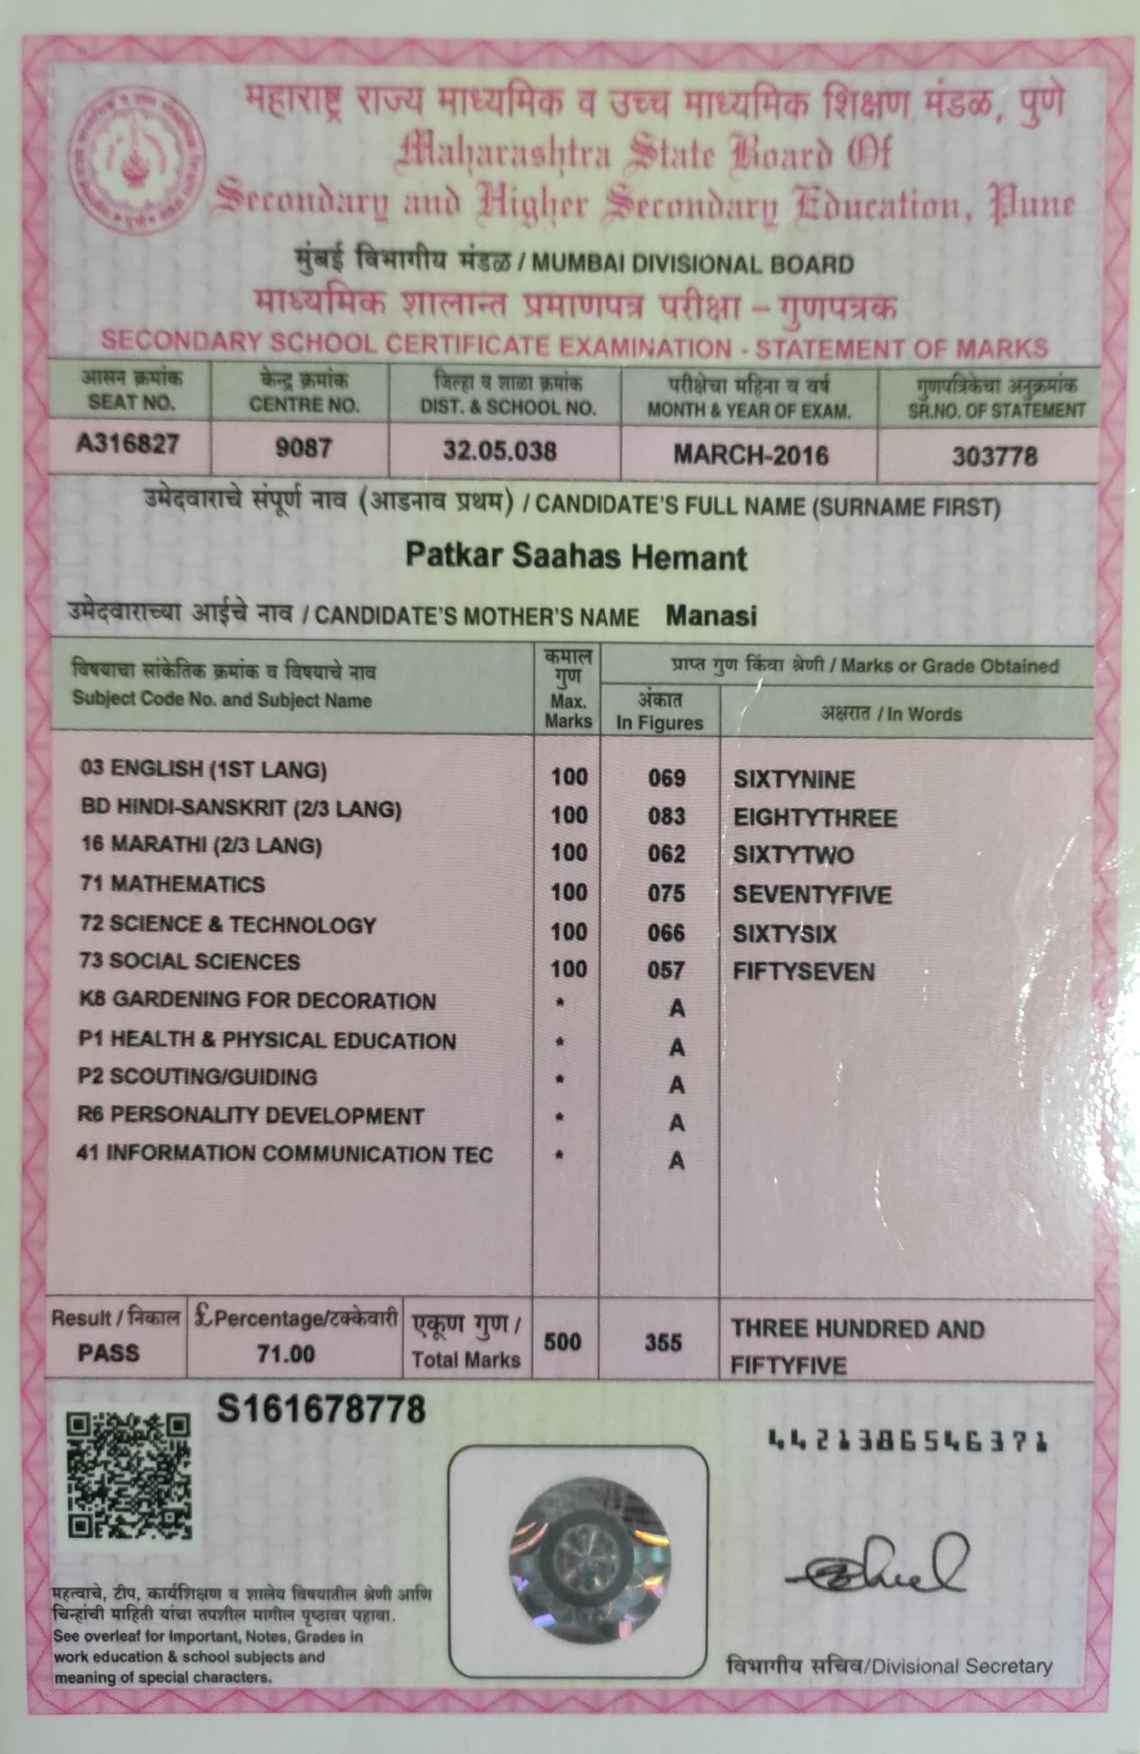 महाराष्ट्र राज्य माध्यमिक व उच्च माध्यमिक शिक्षण मंडळ, पुणे
Maharashtra State Board Of
Secondary and Higher Secondary Education, Pune
मुंबई विभागीय मंडळ / MUMBAI DIVISIONAL BOARD
माध्यमिक शालान्त प्रमाणपत्र परीक्षा – गुणपत्रक
SECONDARY SCHOOL CERTIFICATE EXAMINATION - STATEMENT OF MARKS
आसन क्रमांक केन्द्र क्रमांक जिल्हा व शाळा क्रमांक परीक्षेचा महिना व वर्ष गुणपत्रिकेचा अनुक्रमांक
SEAT NO. CENTRE NO. DIST. & SCHOOL NO. MONTH & YEAR OF EXAM. SR.NO. OF STATEMENT
A316827 9087 32.05.038 MARCH-2016 303778
उमेदवाराचे संपूर्ण नाव (आडनाव प्रथम) / CANDIDATE'S FULL NAME (SURNAME FIRST)
Patkar Saahas Hemant
उमेदवाराच्या आईचे नाव / CANDIDATE'S MOTHER'S NAME Manasi
विषयाचा सांकेतिक क्रमांक व विषयाचे नाव
Subject Code No. and Subject Name
कमाल
गुण
Max.
Marks
प्राप्त गुण किंवा श्रेणी / Marks or Grade Obtained
अंकात
In Figures
अक्षरात / In Words
03 ENGLISH (1ST LANG) 100 069 SIXTYNINE
BD HINDI-SANSKRIT (2/3 LANG) 100 083 EIGHTYTHREE
16 MARATHI (2/3 LANG) 100 062 SIXTYTWO
71 MATHEMATICS 100 075 SEVENTYFIVE
72 SCIENCE & TECHNOLOGY 100 066 SIXTYSIX
73 SOCIAL SCIENCES 100 057 FIFTYSEVEN
K8 GARDENING FOR DECORATION * A
P1 HEALTH & PHYSICAL EDUCATION * A
P2 SCOUTING/GUIDING * A
R6 PERSONALITY DEVELOPMENT * A
41 INFORMATION COMMUNICATION TEC * A
Result / निकाल
PASS
£ Percentage/टक्केवारी
71.00
एकूण गुण /
Total Marks
500 355
THREE HUNDRED AND
FIFTYFIVE
S161678778
4421386546371
महत्वाचे, टीप, कार्यशिक्षण व शालेय विषयातील श्रेणी आणि
चिन्हांची माहिती यांचा तपशील मागील पृष्ठावर पहावा.
See overleaf for Important, Notes, Grades in
work education & school subjects and
meaning of special characters.
विभागीय सचिव/Divisional Secretary